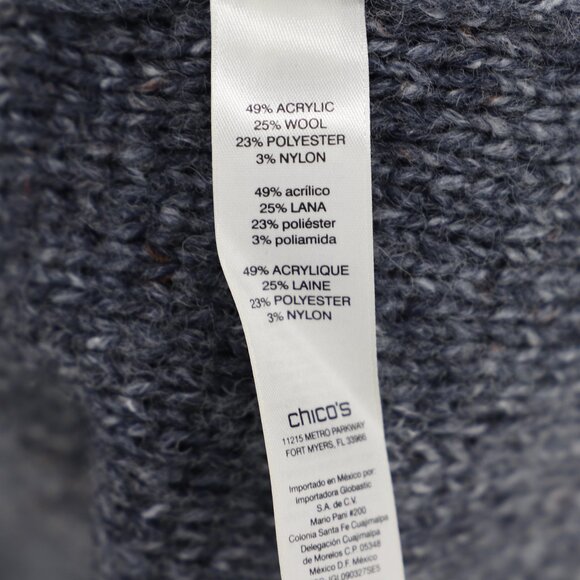 49% ACRYLIC
25% WOOL
23% POLYESTER
3% NYLON
49% acrílico
25% LANA
23% poliéster
3% poliamida
49% ACRYLIQUE
25% LAINE
23% POLYESTER
3% NYLON
chico's
11215 METRO PARKWAY
FORT MYERS, FL 33966
Importado en México por:
Importadora Globastic
S.A. de C.V.
Mario Pani #200
Colonia Santa Fe Cuajimalpa
Delegación Cuajimalpa
de Morelos C.P. 05348
México D.F. México
IGL090327SE5